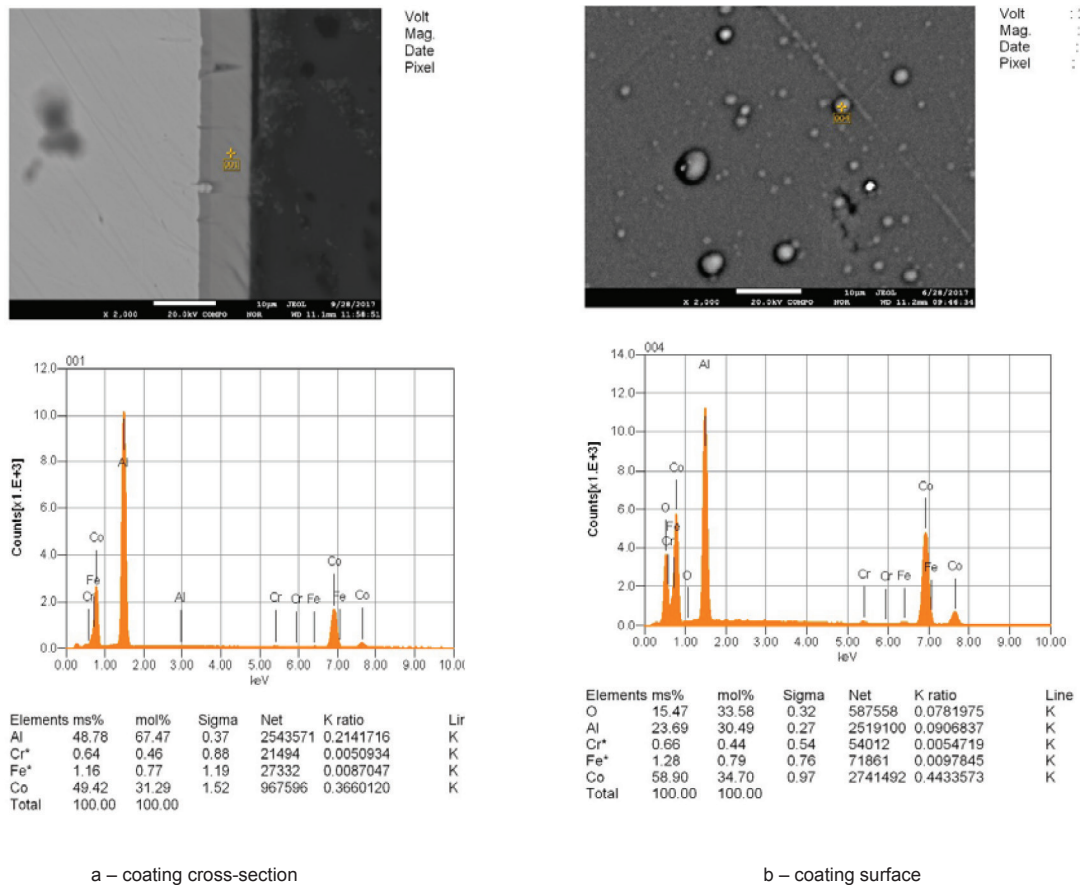 Volt
Mag.
Date
Pixel
001
10μm JEOL 9/28/2017
X 2,000 20.0kV COMPO NOR WD 11.1mm 11:58:51
Volt :
Mag. :
Date :
Pixel :
004
10μm JEOL 6/28/2017
X 2,000 20.0kV COMPO NOR WD 11.2mm 09:46:34
001
Counts[x1.E+3]
12.0
10.0
8.0
6.0
4.0
2.0
0.0
Al
Co
Fe
Cr
Al
Cr
Cr
Fe
Co
Fe
Co
0.00 1.00 2.00 3.00 4.00 5.00 6.00 7.00 8.00 9.00 10.00
keV
Elements ms% mol% Sigma Net K ratio Lir
Al 48.78 67.47 0.37 2543571 0.2141716 K
Cr* 0.64 0.46 0.88 21494 0.0050934 K
Fe* 1.16 0.77 1.19 27332 0.0087047 K
Co 49.42 31.29 1.52 967596 0.3660120 K
Total 100.00 100.00
004
Counts[x1.E+3]
14.0
12.0
10.0
8.0
6.0
4.0
2.0
0.0
Al
Co
O
Fe
Cr
O
Cr
Cr
Fe
Co
Fe
Co
0.00 1.00 2.00 3.00 4.00 5.00 6.00 7.00 8.00 9.00 10.00
keV
Elements ms% mol% Sigma Net K ratio Line
O 15.47 33.58 0.32 587558 0.0781975 K
Al 23.69 30.49 0.27 2519100 0.0906837 K
Cr* 0.66 0.44 0.54 54012 0.0054719 K
Fe* 1.28 0.79 0.76 71861 0.0097845 K
Co 58.90 34.70 0.97 2741492 0.4433573 K
Total 100.00 100.00
a – coating cross-section
b – coating surface